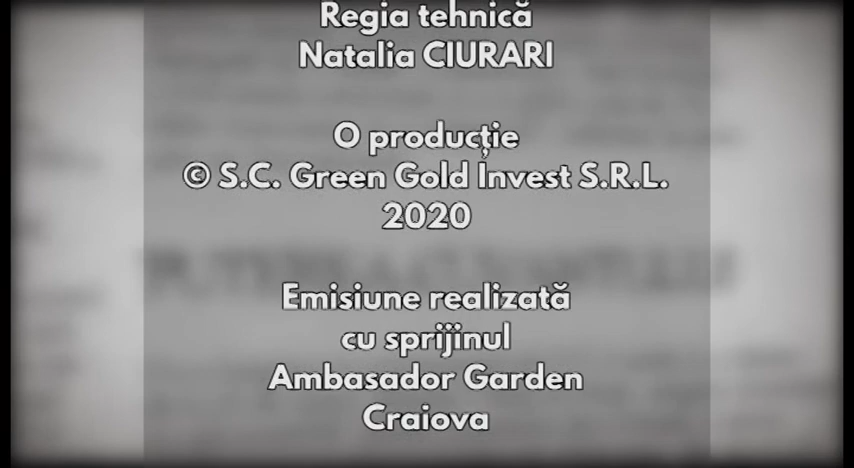 Regia tehnică
Natalia CIURARI
O producție
© S.C. Green Gold Invest S.R.L.
2020
Emisiune realizată
cu sprijinul
Ambasador Garden
Craiova